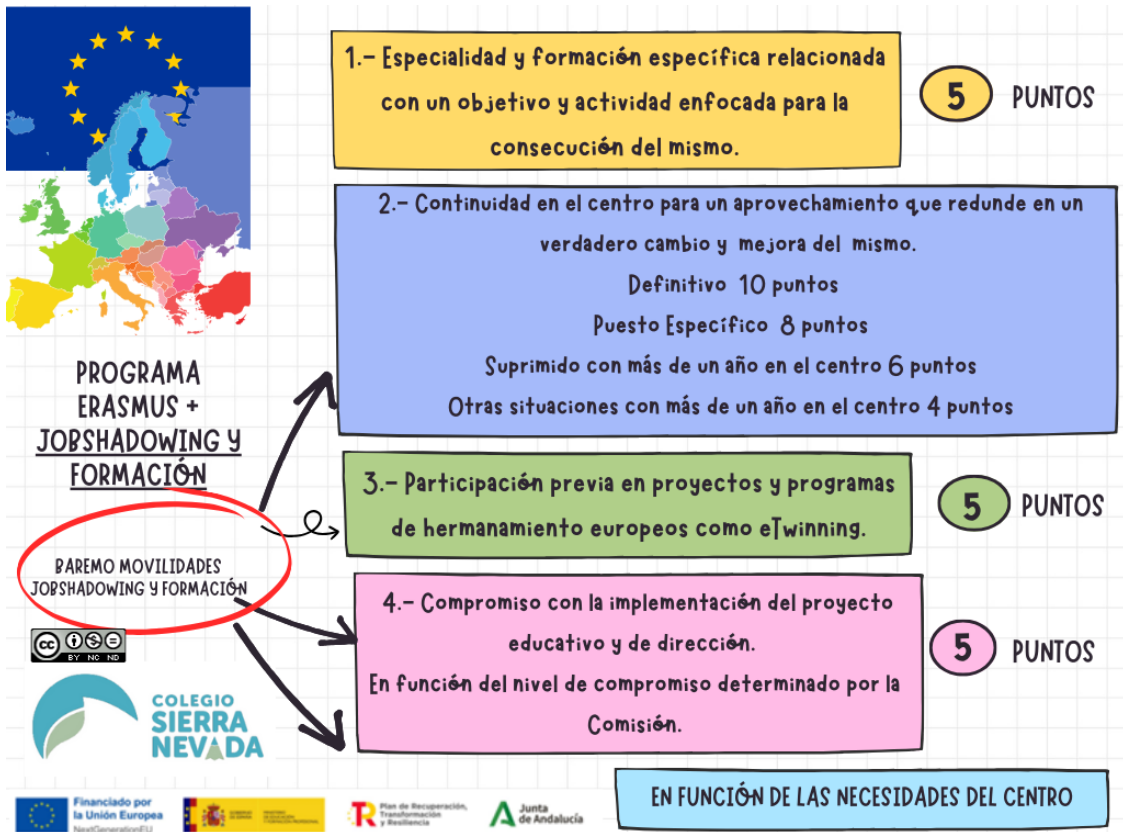 1.- Especialidad y formación específica relacionada
con un objetivo y actividad enfocada para la
consecución del mismo.
5 PUNTOS
2.- Continuidad en el centro para un aprovechamiento que redunde en un
verdadero cambio y mejora del mismo.
Definitivo 10 puntos
Puesto Específico 8 puntos
Suprimido con más de un año en el centro 6 puntos
Otras situaciones con más de un año en el centro 4 puntos
PROGRAMA
ERASMUS +
JOBSHADOWING Y
FORMACIÓN
BAREMO MOVILIDADES
JOBSHADOWING Y FORMACIÓN
3.- Participación previa en proyectos y programas
de hermanamiento europeos como eTwinning.
5 PUNTOS
4.- Compromiso con la implementación del proyecto
educativo y de dirección.
En función del nivel de compromiso determinado por la
Comisión.
5 PUNTOS
cc
BY NC ND
COLEGIO
SIERRA
NEVADA
EN FUNCIÓN DE LAS NECESIDADES DEL CENTRO
Financiado por
la Unión Europea
NextGenerationEU
Plan de Recuperación,
Transformación
y Resiliencia
Junta
de Andalucía